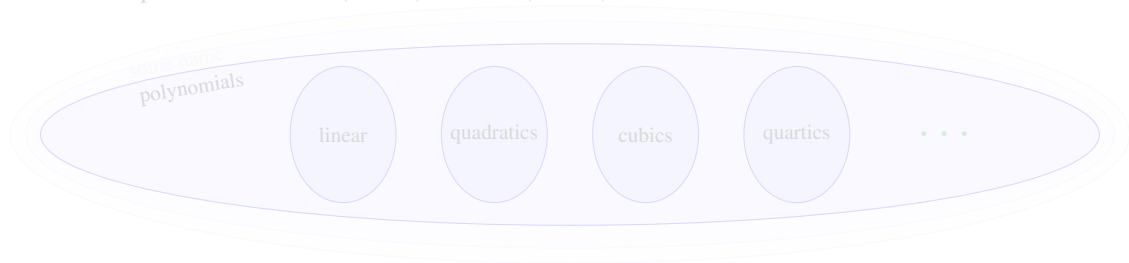 polynomials
linear quadratics cubics quartics . . .